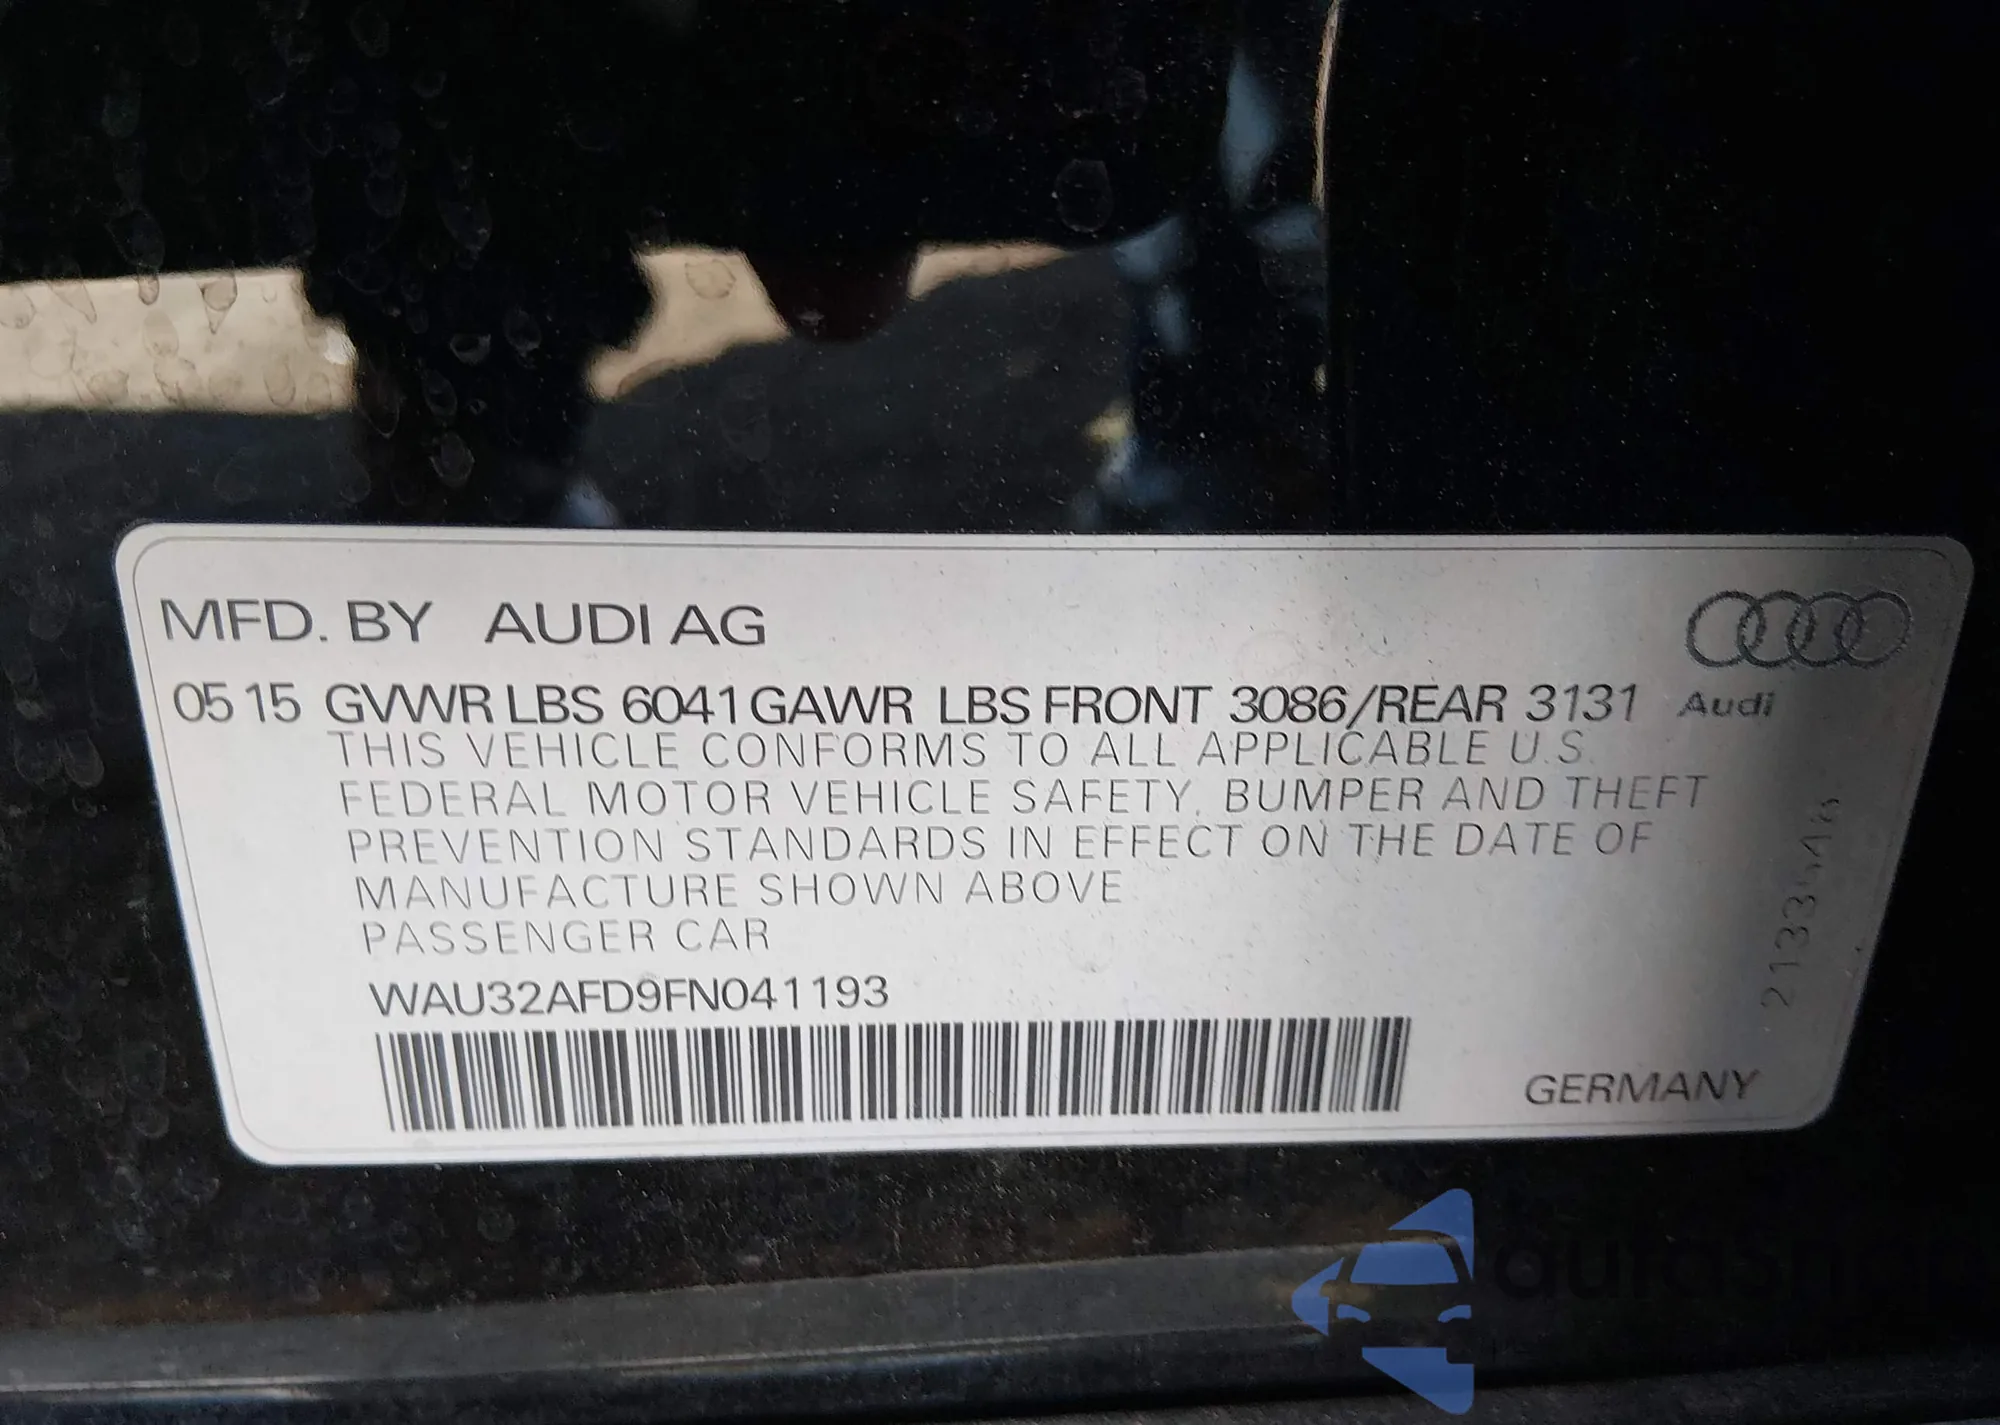 MFD. BY AUDI AG
05 15 GVWR LBS 6041 GAWR LBS FRONT 3086/REAR 3131
Audi
THIS VEHICLE CONFORMS TO ALL APPLICABLE U.S.
FEDERAL MOTOR VEHICLE SAFETY, BUMPER AND THEFT
PREVENTION STANDARDS IN EFFECT ON THE DATE OF
MANUFACTURE SHOWN ABOVE
PASSENGER CAR
WAU32AFD9FN041193
GERMANY